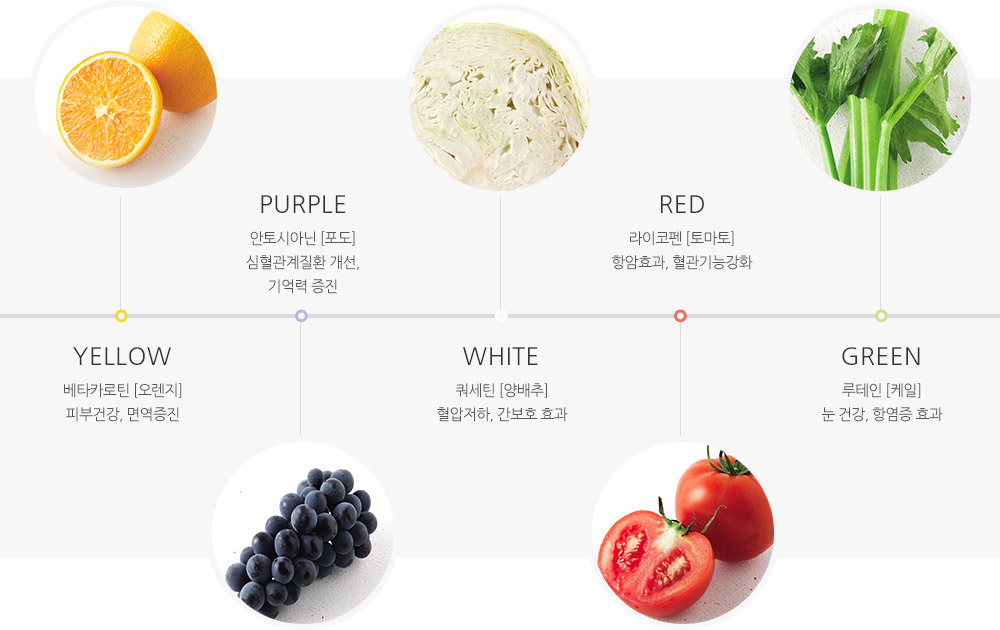 PURPLE
안토시아닌 [포도]
심혈관계질환 개선,
기억력 증진
RED
라이코펜 [토마토]
항암효과, 혈관기능강화
YELLOW
베타카로틴 [오렌지]
피부건강, 면역증진
WHITE
쿼세틴 [양배추]
혈압저하, 간보호 효과
GREEN
루테인 [케일]
눈 건강, 항염증 효과